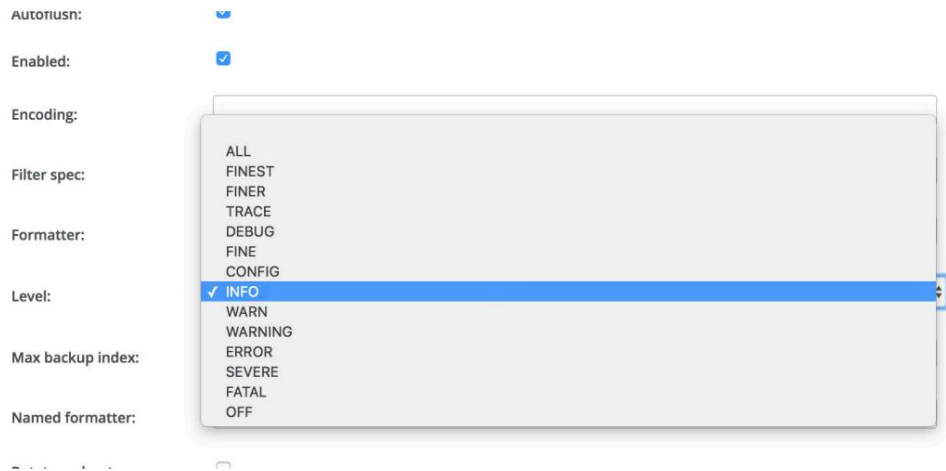 Autoflush:
Enabled:
Encoding:
Filter spec:
Formatter:
Level:
Max backup index:
Named formatter:
ALL
FINEST
FINER
TRACE
DEBUG
FINE
CONFIG
✓ INFO
WARN
WARNING
ERROR
SEVERE
FATAL
OFF